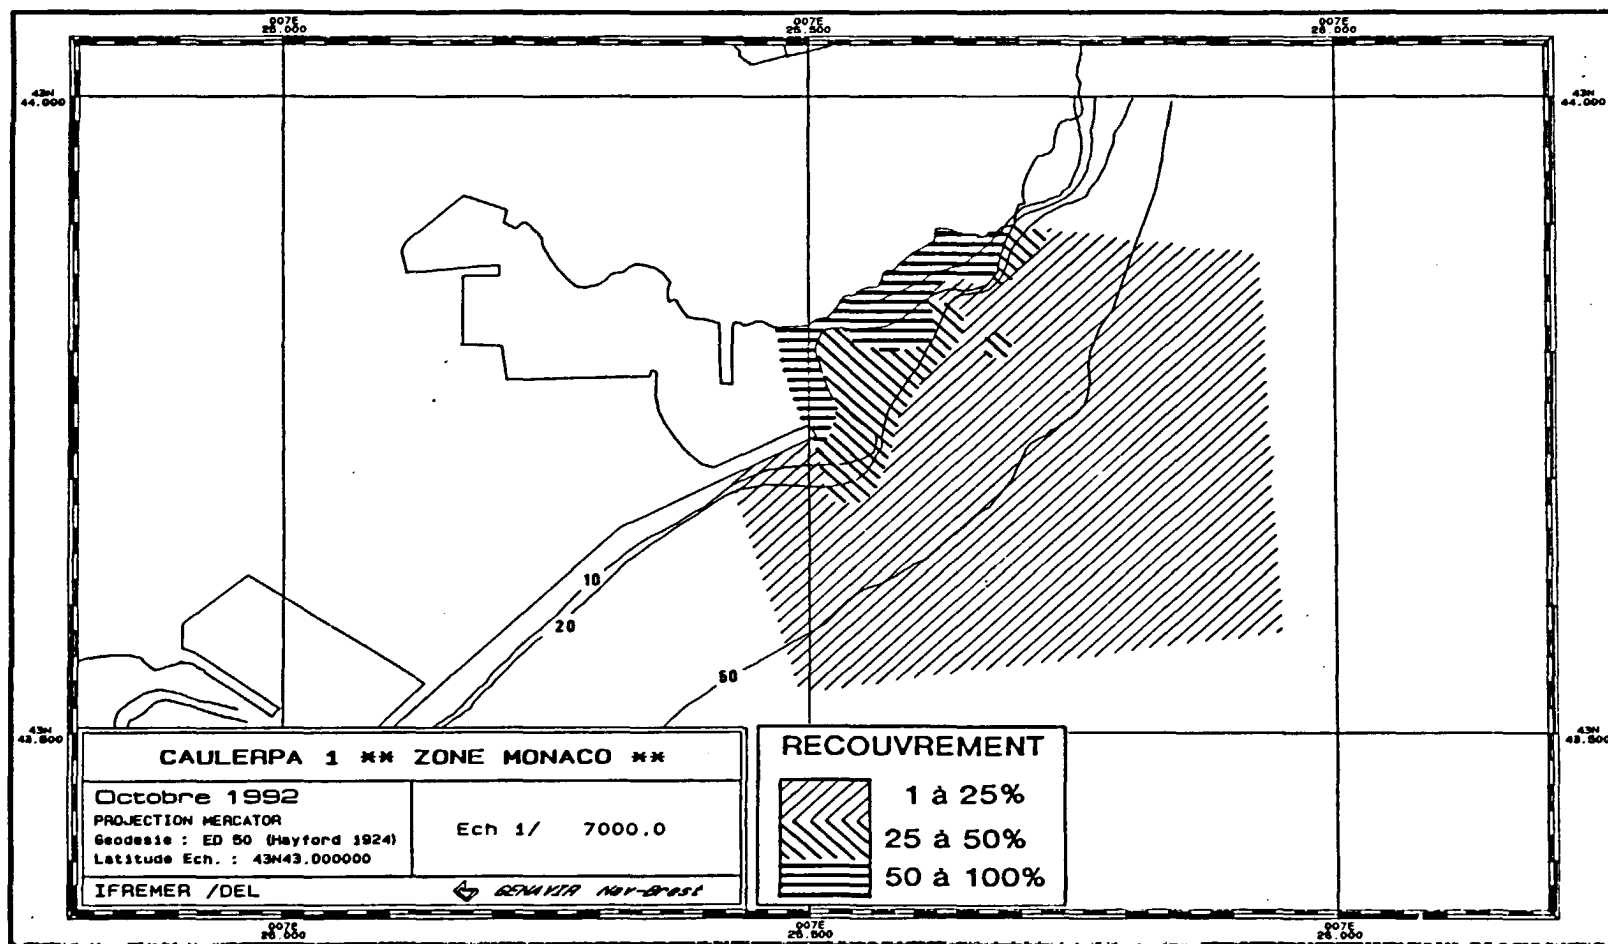 007E
25.000
007E
25.500
007E
26.000
43N
44.000
43N
44.000
10
20
50
43N
43.500
43N
43.500
CAULERPA 1 ** ZONE MONACO **
Octobre 1992
PROJECTION MERCATOR
Geodesie : ED 50 (Hayford 1924)
Latitude Ech. : 43N43.000000
Ech 1/ 7000.0
IFREMER /DEL
GENAVIR Nav-Brest
RECOUVREMENT
1 à 25%
25 à 50%
50 à 100%
007E
25.000
007E
25.500
007E
26.000